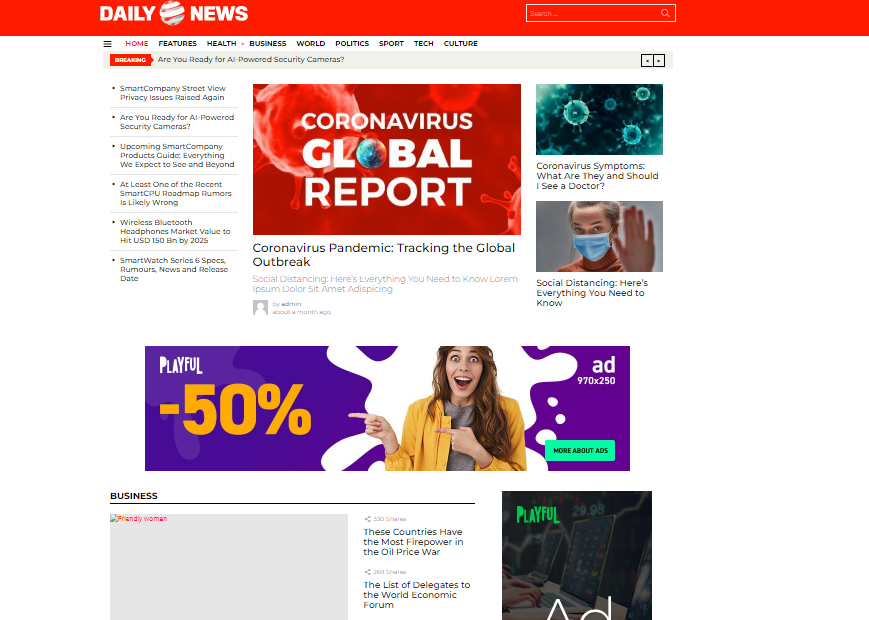 DAILY NEWS
Search ...
HOME FEATURES HEALTH BUSINESS WORLD POLITICS SPORT TECH CULTURE
BREAKING Are You Ready for AI-Powered Security Cameras?
SmartCompany Street View
Privacy Issues Raised Again
Are You Ready for AI-Powered
Security Cameras?
Upcoming SmartCompany
Products Guide: Everything
We Expect to See and Beyond
At Least One of the Recent
SmartCPU Roadmap Rumors
Is Likely Wrong
Wireless Bluetooth
Headphones Market Value to
Hit USD 150 Bn by 2025
SmartWatch Series 6 Specs,
Rumours, News and Release
Date
CORONAVIRUS
GLOBAL
REPORT
Coronavirus Pandemic: Tracking the Global
Outbreak
Social Distancing: Here's Everything You Need to Know Lorem
Ipsum Dolor Sit Amet Adispicing
by admin
about a month ago
Coronavirus Symptoms:
What Are They and Should
I See a Doctor?
Social Distancing: Here's
Everything You Need to
Know
PLAYFUL
-50%
ad
970x250
MORE ABOUT ADS
BUSINESS
Friendly woman
330 Shares
These Countries Have
the Most Firepower in
the Oil Price War
269 Shares
The List of Delegates to
the World Economic
Forum
PLAYFUL
29.98
Ad